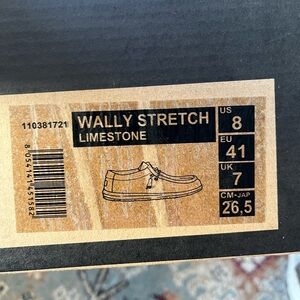 110381721
WALLY STRETCH
LIMESTONE
US
8
EU
41
UK
7
CM-JAP
26,5